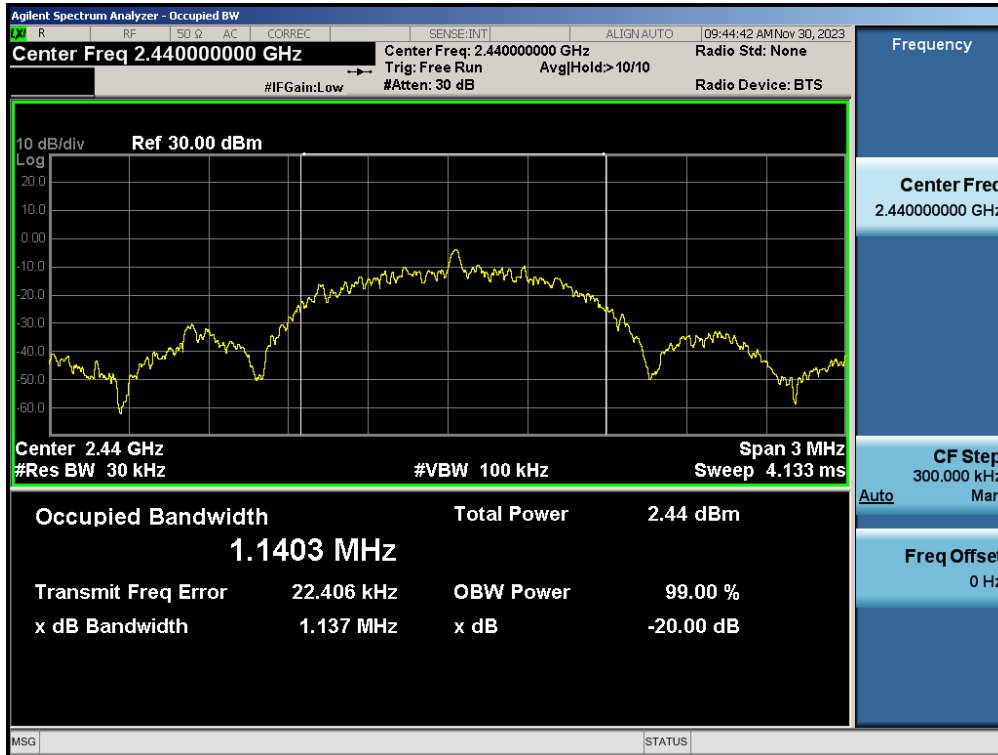 Agilent Spectrum Analyzer - Occupied BW
LXI R RF 50 Ω AC CORREC SENSE:INT ALIGN AUTO 09:44:42 AM Nov 30, 2023
Center Freq 2.440000000 GHz
Center Freq: 2.440000000 GHz Radio Std: None
Trig: Free Run Avg|Hold:>10/10
#IFGain:Low #Atten: 30 dB Radio Device: BTS
10 dB/div Ref 30.00 dBm
Log
20.0
10.0
0.00
-10.0
-20.0
-30.0
-40.0
-50.0
-60.0
Center 2.44 GHz Span 3 MHz
#Res BW 30 kHz #VBW 100 kHz Sweep 4.133 ms
Occupied Bandwidth Total Power 2.44 dBm
1.1403 MHz
Transmit Freq Error 22.406 kHz OBW Power 99.00 %
x dB Bandwidth 1.137 MHz x dB -20.00 dB
MSG STATUS
Frequency
Center Freq
2.440000000 GHz
CF Step
300.000 kHz
Auto Man
Freq Offset
0 Hz